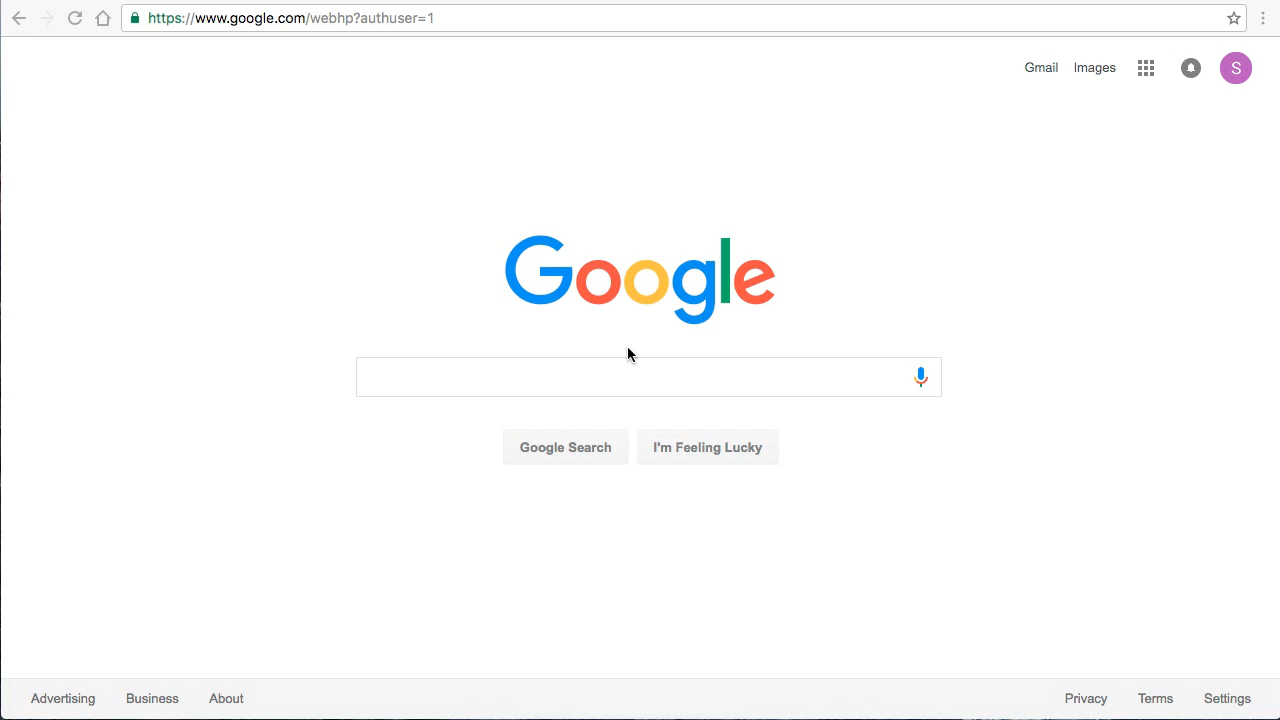 https://www.google.com/webhp?authuser=1
Gmail Images S
Google
Google Search I'm Feeling Lucky
Advertising Business About Privacy Terms Settings